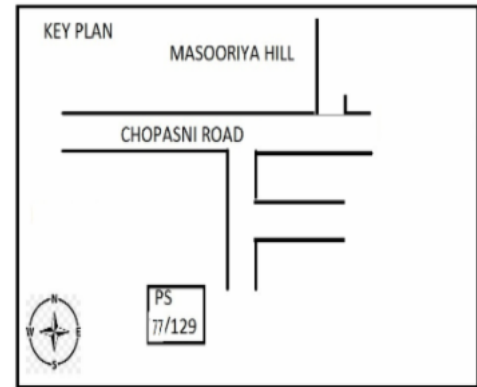 KEY PLAN
MASOORIYA HILL
CHOPASNI ROAD
PS
77/129
N
W E
S